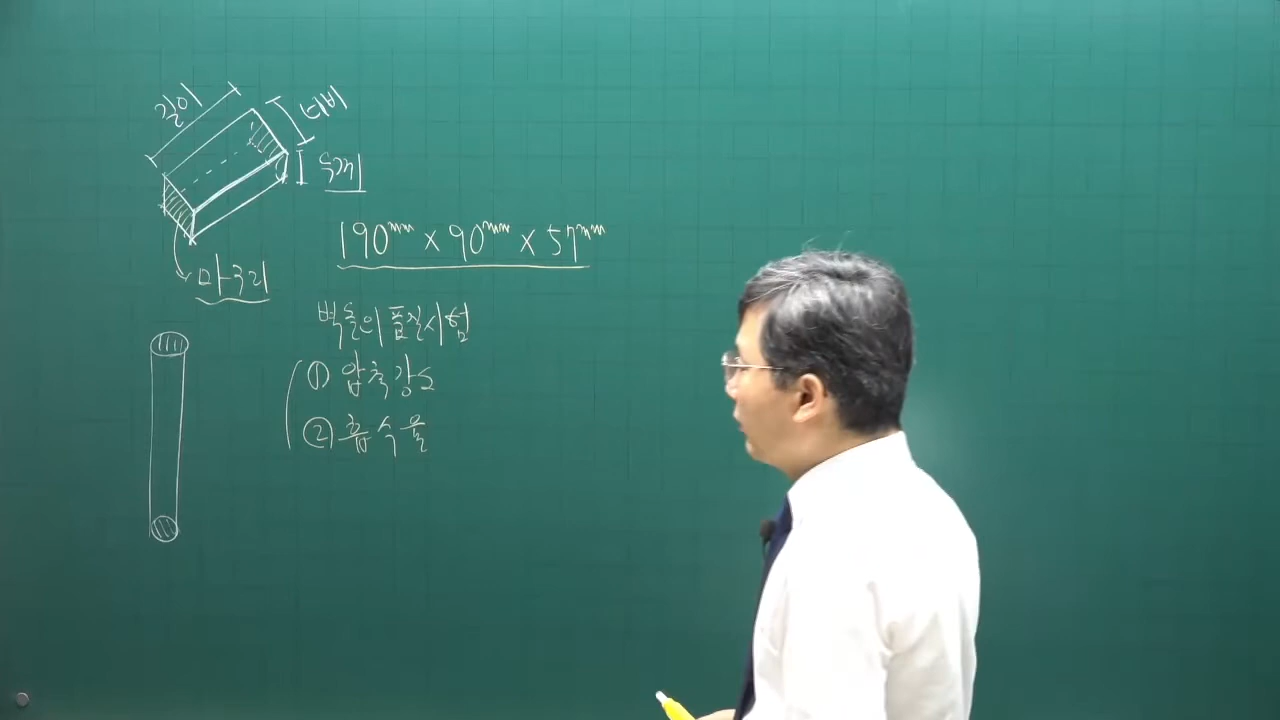 길이
너비
두께
마구리
190mm x 90mm x 57mm
벽돌의 품질시험
① 압축강도
② 흡수율